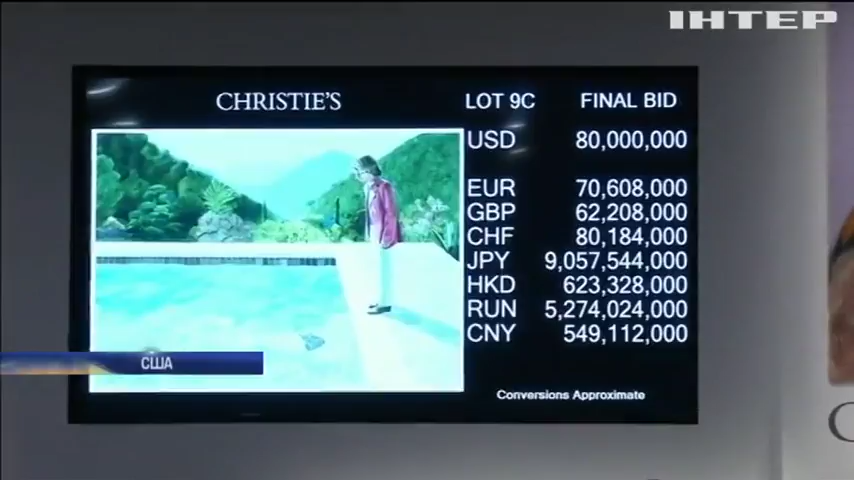 ІНТЕР
CHRISTIE'S LOT 9C FINAL BID
USD 80,000,000
EUR 70,608,000
GBP 62,208,000
CHF 80,184,000
JPY 9,057,544,000
HKD 623,328,000
RUN 5,274,024,000
CNY 549,112,000
Conversions Approximate
США